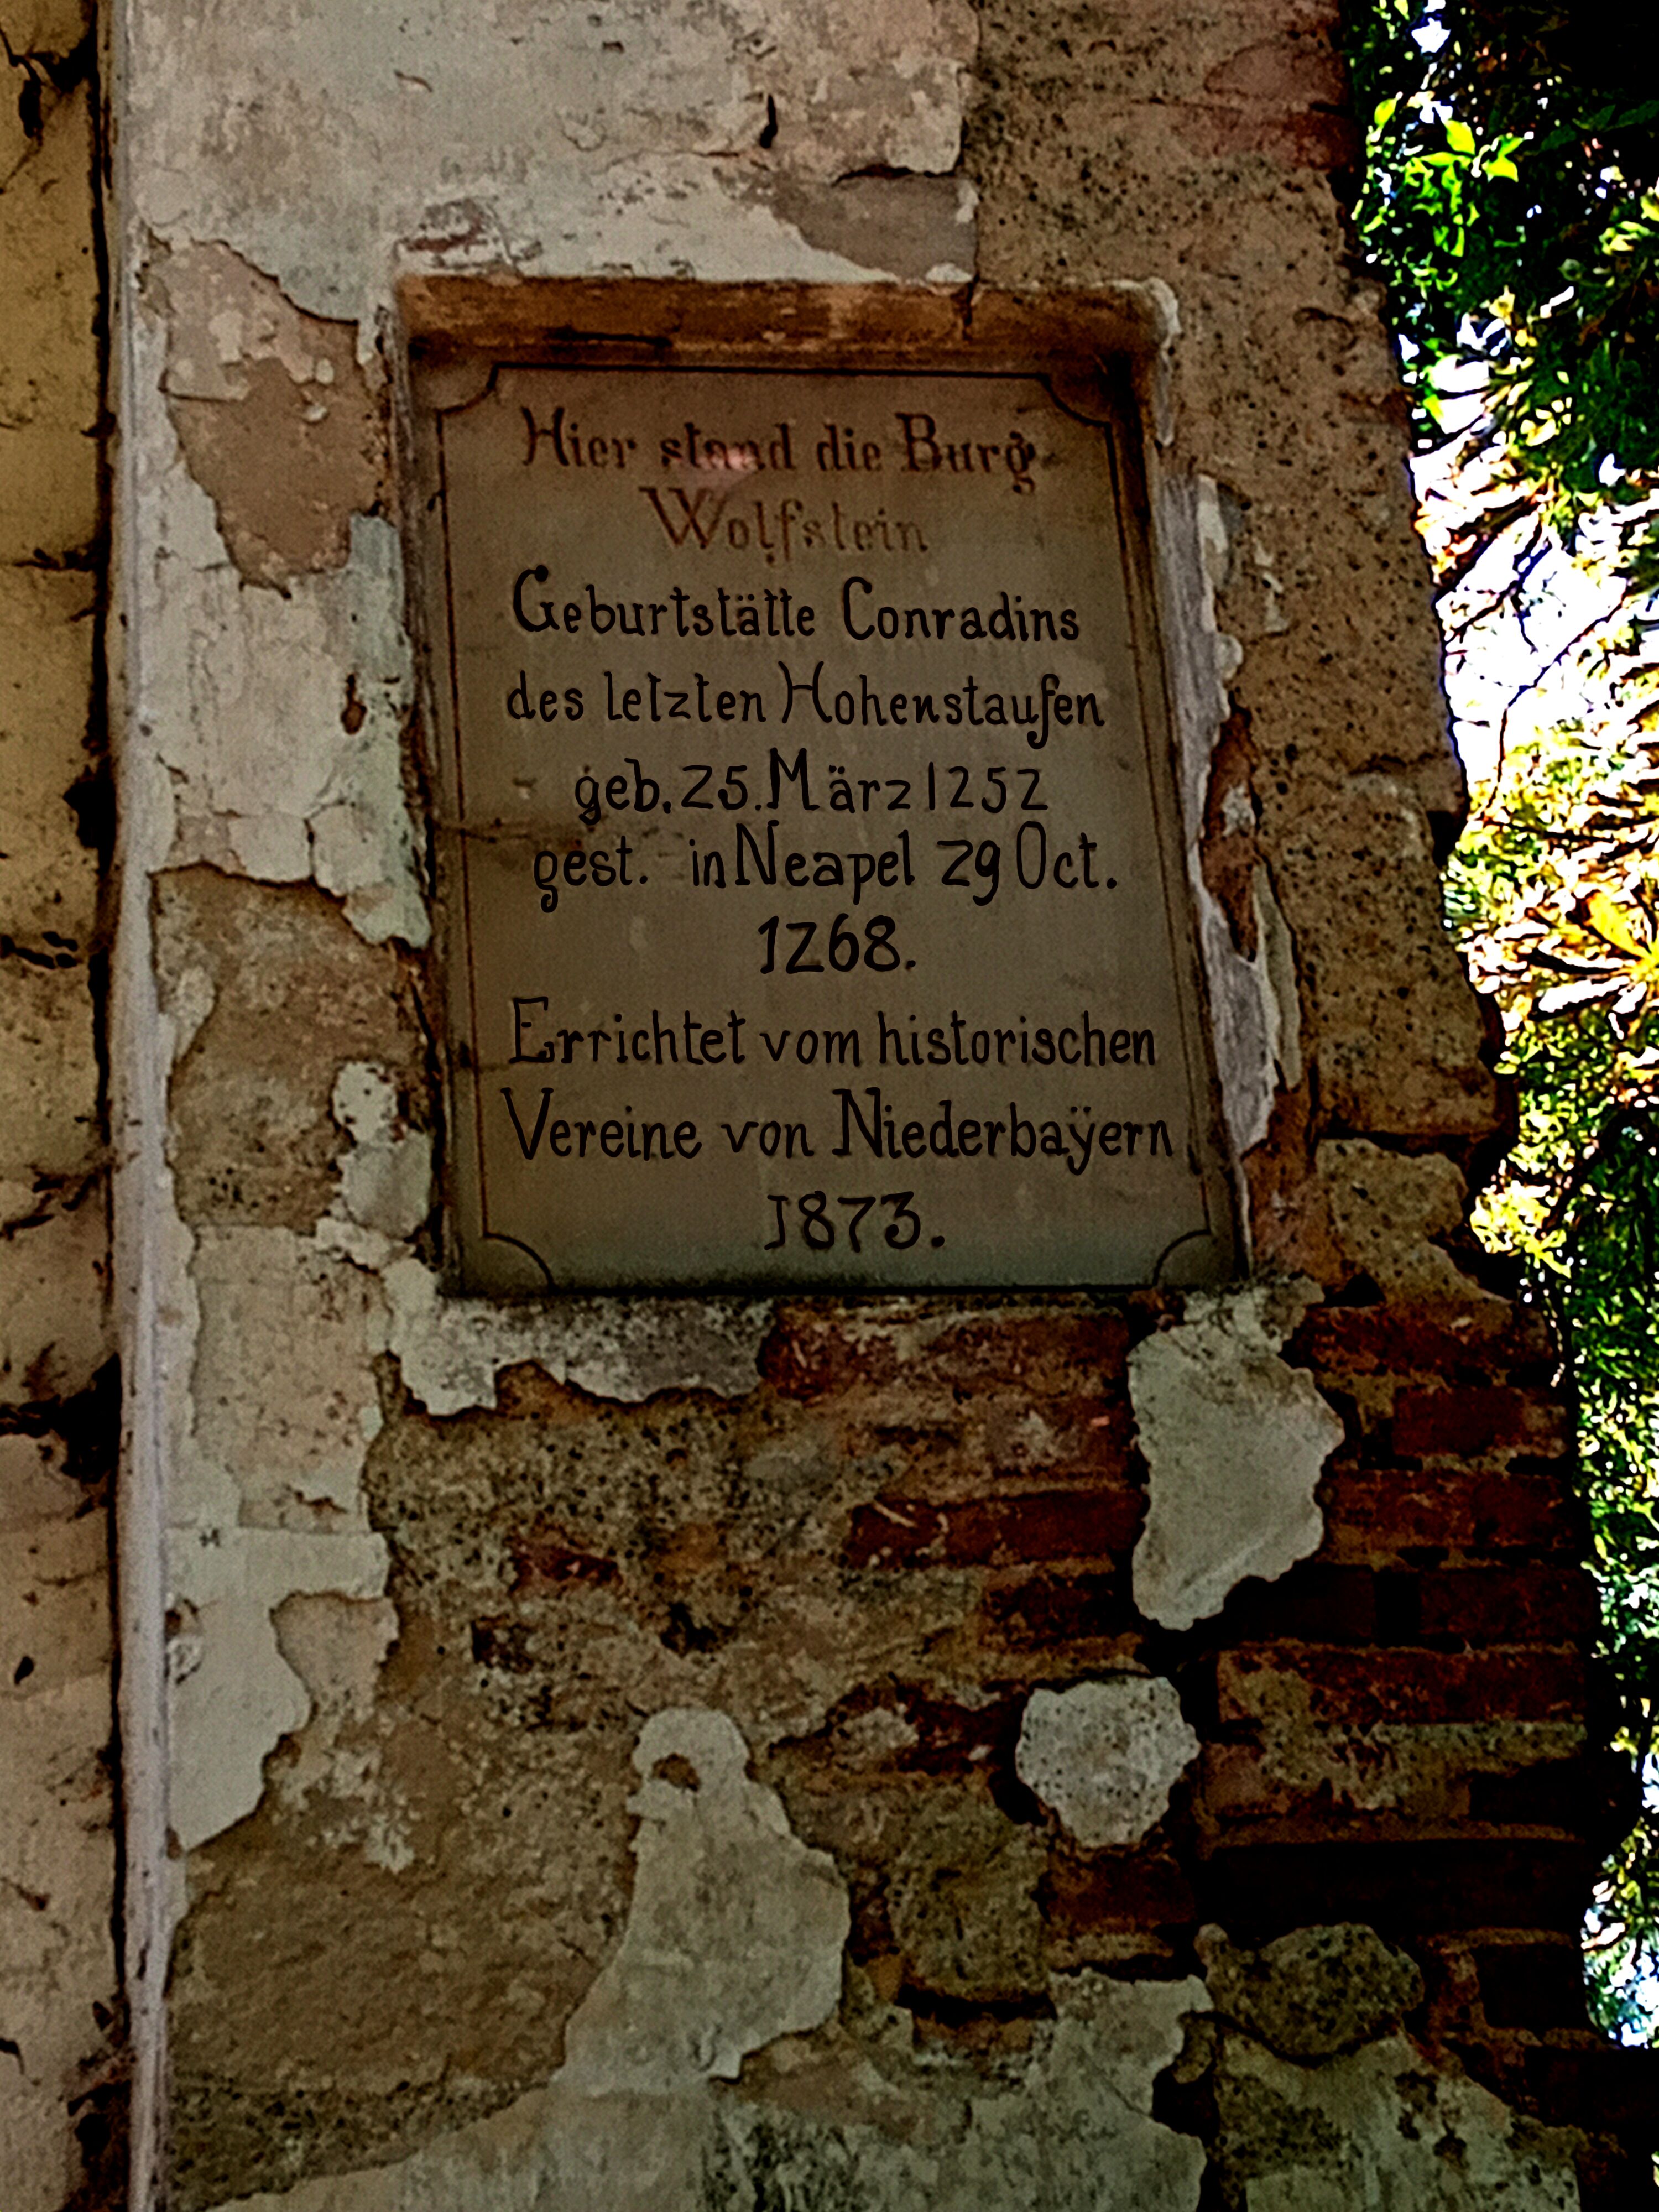 Hier stand die Burg
Wolfstein
Geburtstätte Conradins
des letzten Hohenstaufen
geb. 25. März 1252
gest. in Neapel 29 Oct.
1268.
Errichtet vom historischen
Vereine von Niederbaÿern
1873.